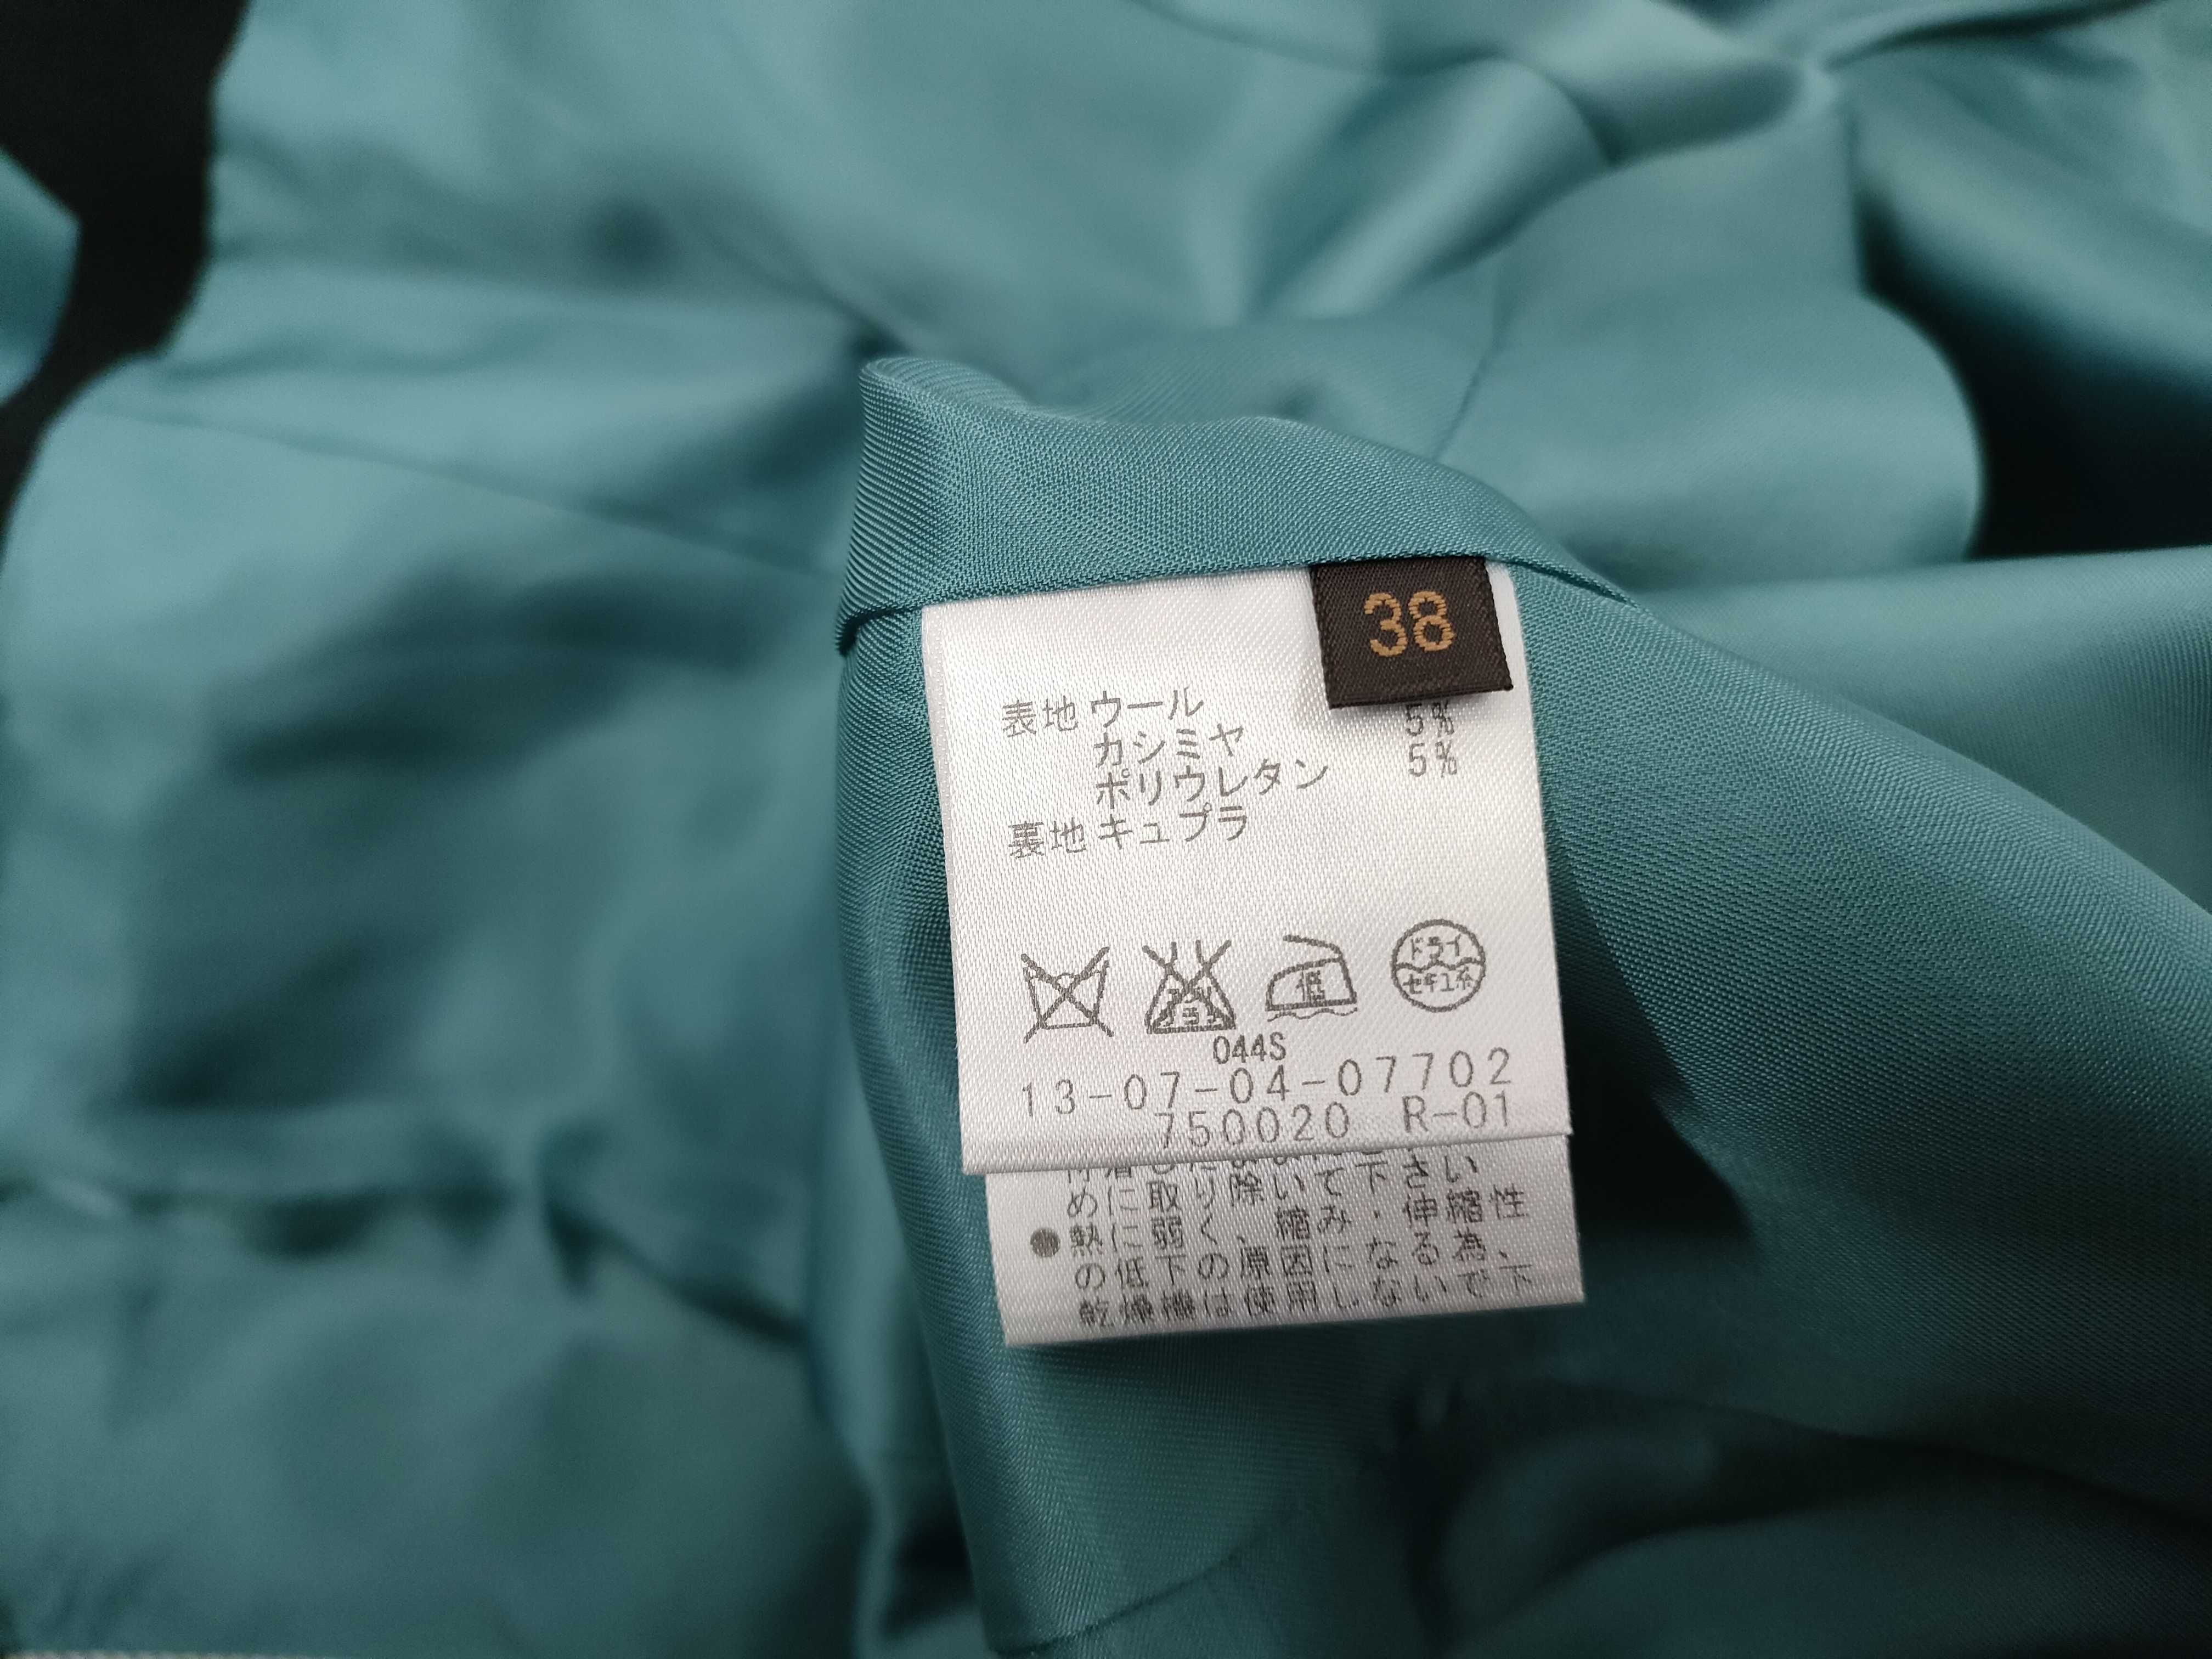 38
表地 ウール
カシミヤ 5%
ポリウレタン 5%
裏地 キュプラ
低
ドライ
セキユ系
044S
13-07-04-07702
750020 R-01
めに取り除いて下さい
●熱に弱く、縮み・伸縮性
の低下の原因になる為、
乾燥機は使用しないで下